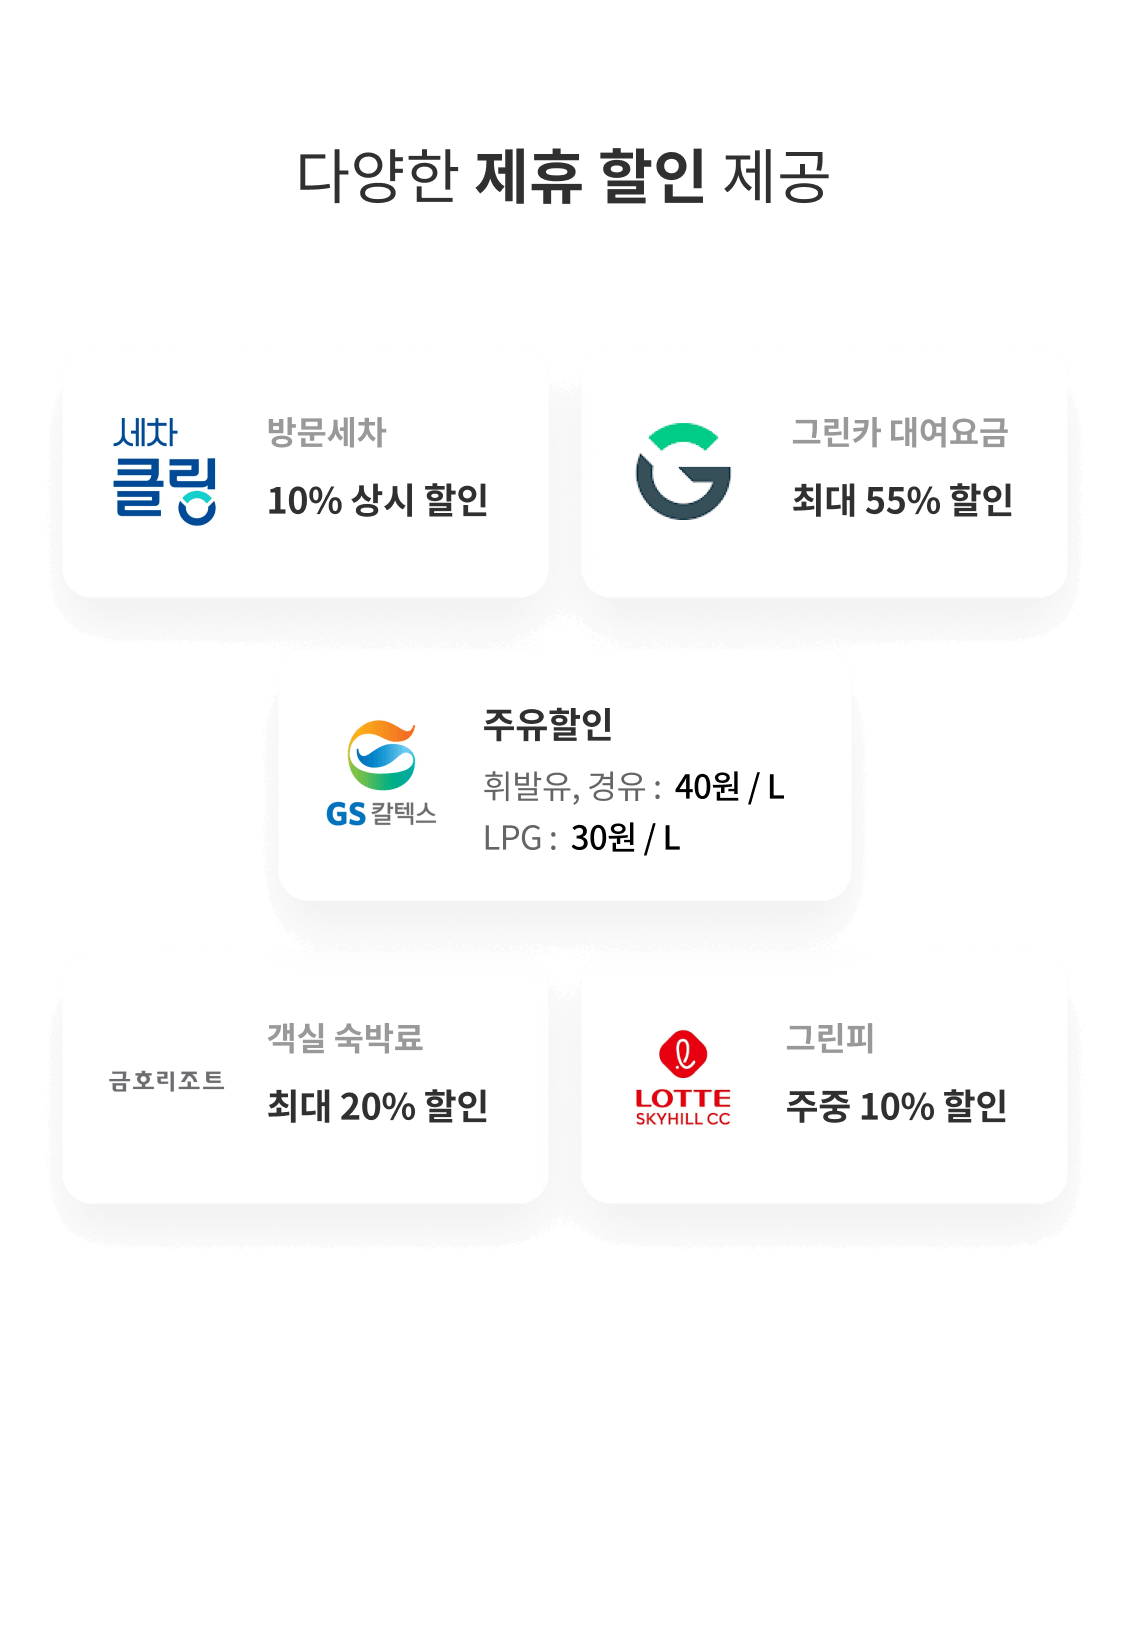 다양한 제휴 할인 제공
세차
클링
방문세차
10% 상시 할인
그린카 대여요금
최대 55% 할인
GS 칼텍스
주유할인
휘발유, 경유 : 40원 / L
LPG : 30원 / L
금호리조트
객실 숙박료
최대 20% 할인
LOTTE
SKYHILL CC
그린피
주중 10% 할인